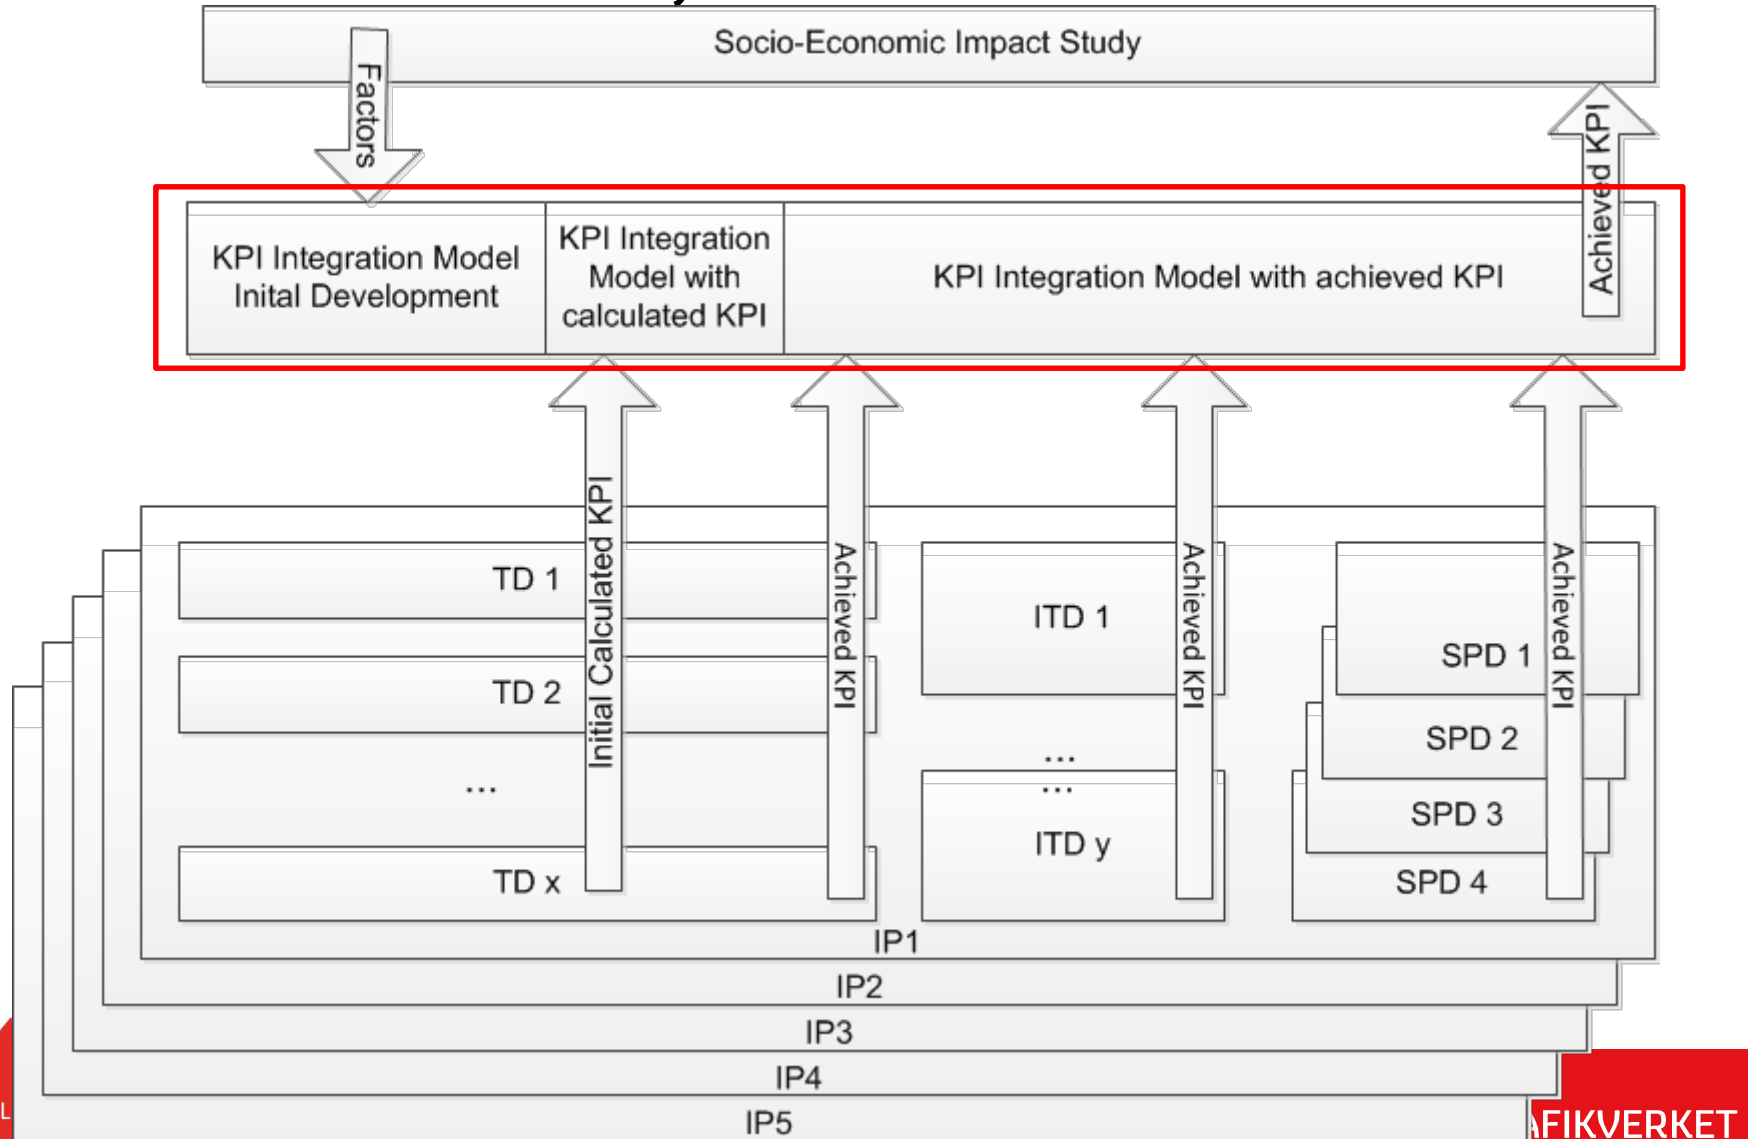 Socio-Economic Impact Study
Factors
Achieved KPI
KPI Integration Model
Inital Development
KPI Integration
Model with
calculated KPI
KPI Integration Model with achieved KPI
Initial Calculated KPI
Achieved KPI
Achieved KPI
Achieved KPI
TD 1
TD 2
...
TD x
ITD 1
...
...
ITD y
SPD 1
SPD 2
SPD 3
SPD 4
IP1
IP2
IP3
IP4
IP5
AFIKVERKET